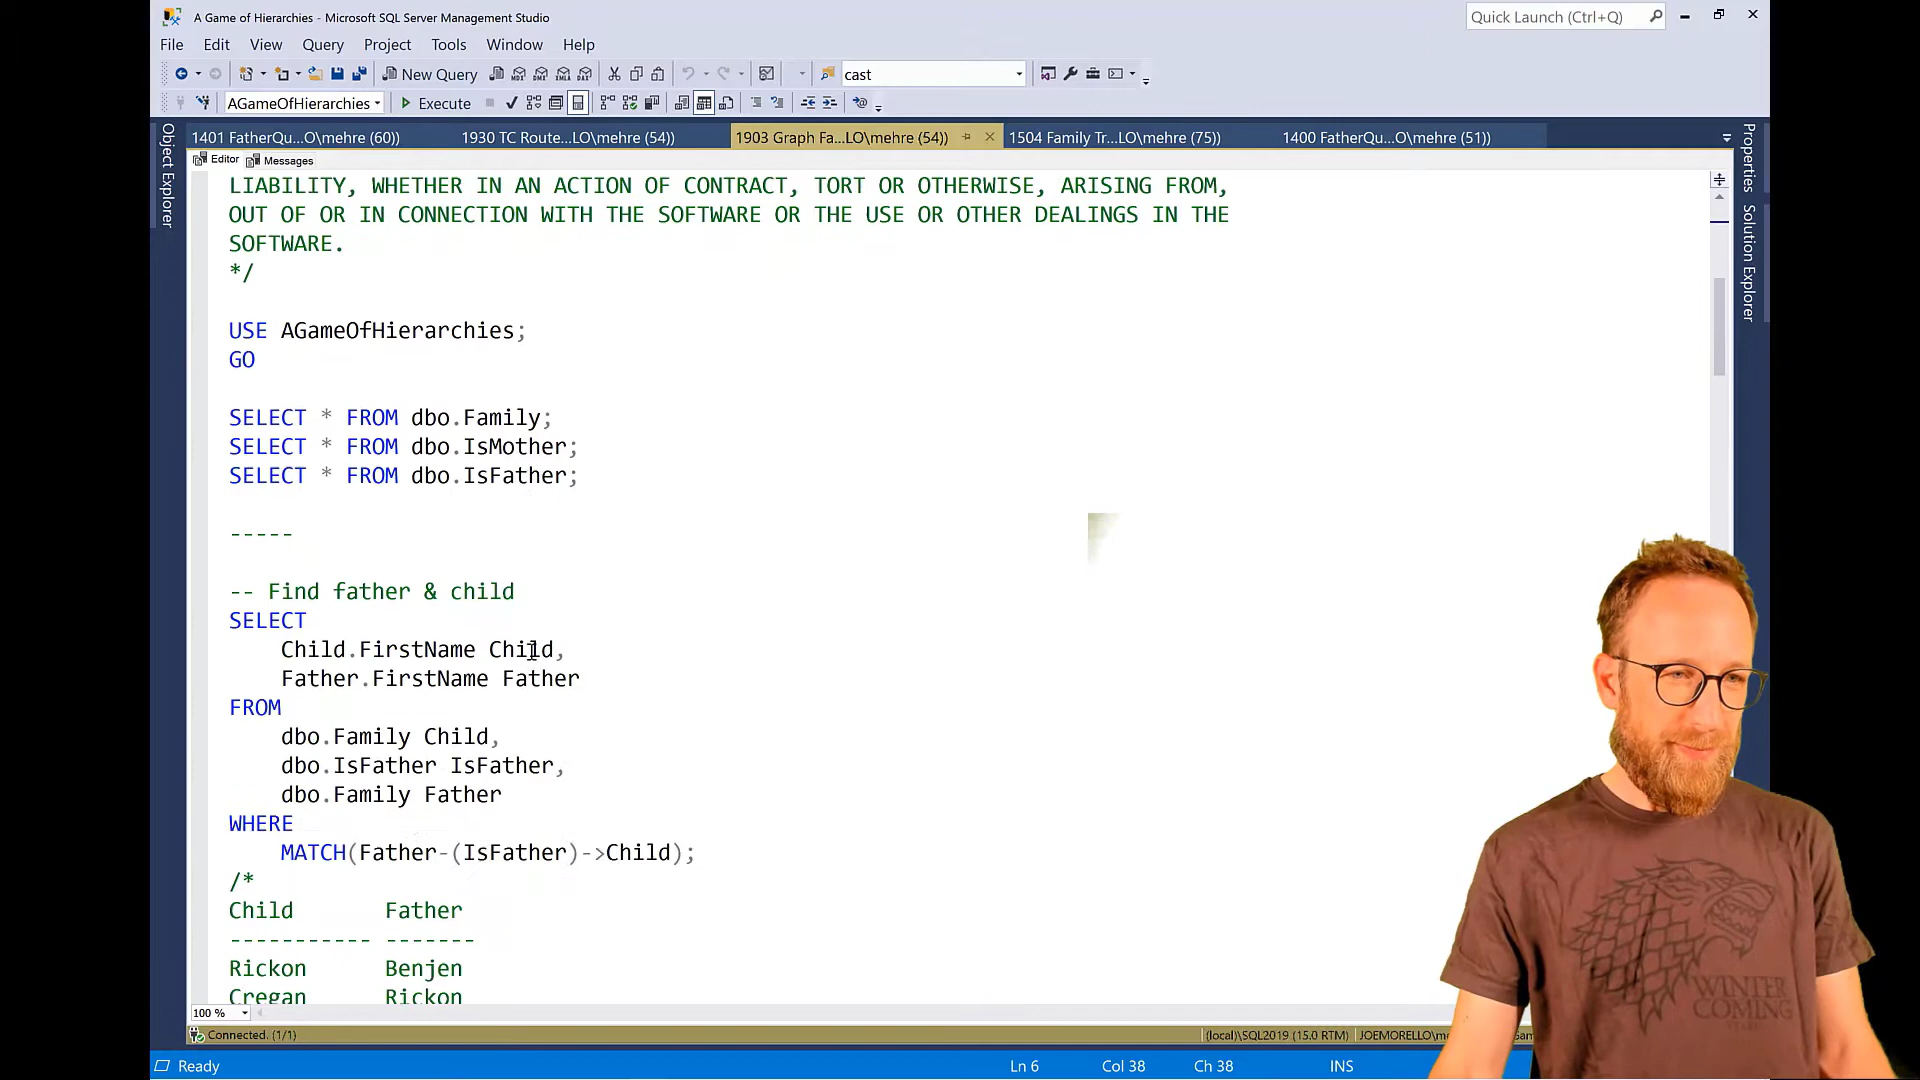 A Game of Hierarchies - Microsoft SQL Server Management Studio
Quick Launch (Ctrl+Q)
File Edit View Query Project Tools Window Help
New Query
cast
AGameOfHierarchies
Execute
1401 FatherQu...O\mehre (60))
1930 TC Route...LO\mehre (54))
1903 Graph Fa...LO\mehre (54))
1504 Family Tr...LO\mehre (75))
1400 FatherQu...O\mehre (51))
Object Explorer
Properties
Solution Explorer
Editor
Messages
LIABILITY, WHETHER IN AN ACTION OF CONTRACT, TORT OR OTHERWISE, ARISING FROM,
OUT OF OR IN CONNECTION WITH THE SOFTWARE OR THE USE OR OTHER DEALINGS IN THE
SOFTWARE.
*/
USE AGameOfHierarchies;
GO
SELECT * FROM dbo.Family;
SELECT * FROM dbo.IsMother;
SELECT * FROM dbo.IsFather;
-----
-- Find father & child
SELECT
Child.FirstName Child,
Father.FirstName Father
FROM
dbo.Family Child,
dbo.IsFather IsFather,
dbo.Family Father
WHERE
MATCH(Father-(IsFather)->Child);
/*
Child Father
----------- -------
Rickon Benjen
Cregan Rickon
100 %
Connected. (1/1)
(local)\SQL2019 (15.0 RTM)
Ready
Ln 6
Col 38
Ch 38
INS
WINTER
COMING